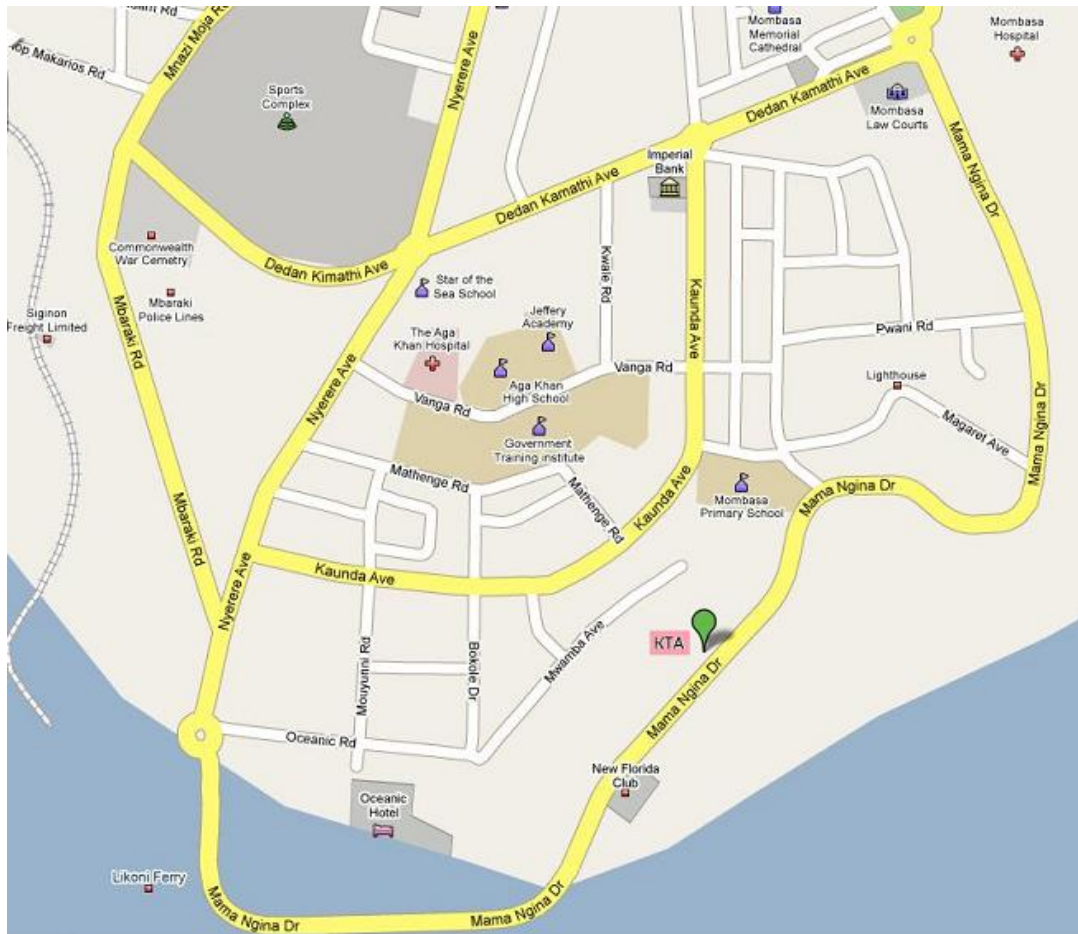 Mnazi Moja Rd
Nyerere Ave
Mombasa
Memorial
Cathedral
Mombasa
Hospital
Makarios Rd
Sports
Complex
Dedan Kamathi Ave
Mombasa
Law Courts
Mama Ngina Dr
Imperial
Bank
Dedan Kamathi Ave
Commonwealth
War Cemetry
Dedan Kimathi Ave
Star of the
Sea School
Kwale Rd
Kaunda Ave
Mbaraki
Police Lines
Siginon
Freight Limited
Mbaraki Rd
The Aga
Khan Hospital
Jeffery
Academy
Pwani Rd
Nyerere Ave
Vanga Rd
Lighthouse
Aga Khan
High School
Vanga Rd
Magaret Ave
Mama Ngina Dr
Government
Training institute
Mathenge Rd
Mathenge Rd
Kaunda Ave
Mombasa
Primary School
Mama Ngina Dr
Mbaraki Rd
Nyerere Ave
Kaunda Ave
Mouyunni Rd
Bokole Dr
Mwamba Ave
KTA
Mama Ngina Dr
Oceanic Rd
New Florida
Club
Oceanic
Hotel
Likoni Ferry
Mama Ngina Dr
Mama Ngina Dr